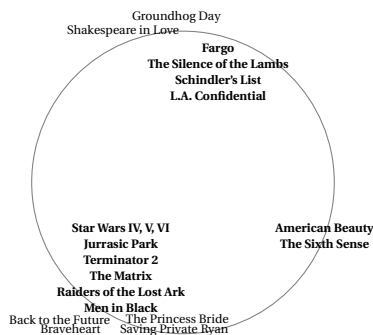 Groundhog Day
Shakespeare in Love
Fargo
The Silence of the Lambs
Schindler's List
L.A. Confidential
Star Wars IV, V, VI
Jurrasic Park
Terminator 2
The Matrix
Raiders of the Lost Ark
Men in Black
American Beauty
The Sixth Sense
Back to the Future
The Princess Bride
Braveheart
Saving Private Ryan